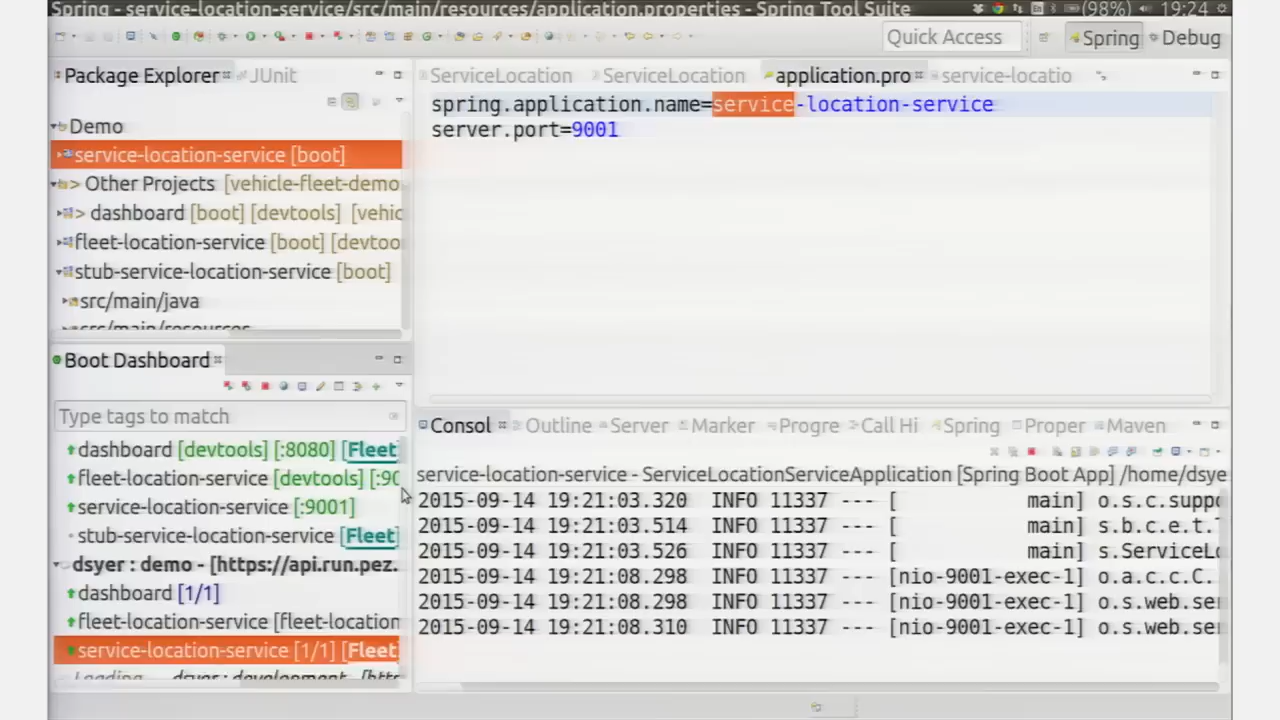 Spring - service-location-service/src/main/resources/application.properties - Spring Tool Suite
(98%) 19:24
Quick Access
Spring Debug
Package Explorer JUnit
Demo
service-location-service [boot]
> Other Projects [vehicle-fleet-demo
> dashboard [boot] [devtools] [vehic
fleet-location-service [boot] [devtoo
stub-service-location-service [boot]
src/main/java
src/main/resources
ServiceLocation ServiceLocation application.pro service-locatio
spring.application.name=service-location-service
server.port=9001
Boot Dashboard
Type tags to match
dashboard [devtools] [:8080] [Fleet
fleet-location-service [devtools] [:90
service-location-service [:9001]
stub-service-location-service [Fleet]
dsyer : demo - [https://api.run.pez.
dashboard [1/1]
fleet-location-service [fleet-location
service-location-service [1/1] [Fleet
Loading... dsyer : development - [http
Consol Outline Server Marker Progre Call Hi Spring Proper Maven
service-location-service - ServiceLocationServiceApplication [Spring Boot App] /home/dsye
2015-09-14 19:21:03.320 INFO 11337 --- [ main] o.s.c.suppo
2015-09-14 19:21:03.514 INFO 11337 --- [ main] s.b.c.e.t.T
2015-09-14 19:21:03.526 INFO 11337 --- [ main] s.ServiceLo
2015-09-14 19:21:08.298 INFO 11337 --- [nio-9001-exec-1] o.a.c.c.C.
2015-09-14 19:21:08.298 INFO 11337 --- [nio-9001-exec-1] o.s.web.ser
2015-09-14 19:21:08.310 INFO 11337 --- [nio-9001-exec-1] o.s.web.ser